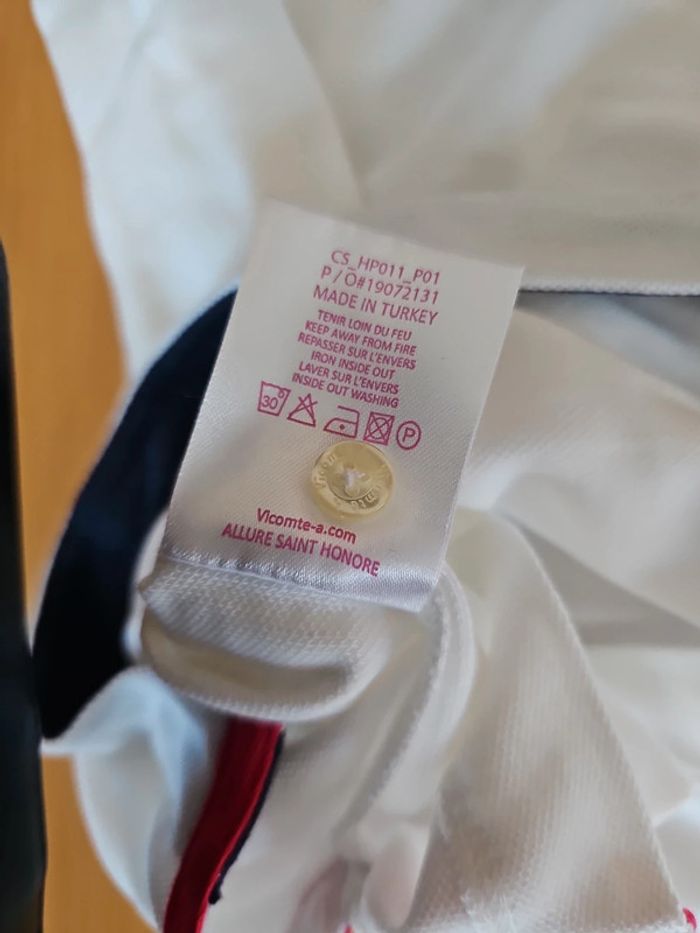 CS_HP011_P01
P/O#19072131
MADE IN TURKEY
TENIR LOIN DU FEU
KEEP AWAY FROM FIRE
REPASSER SUR L'ENVERS
IRON INSIDE OUT
LAVER SUR L'ENVERS
INSIDE OUT WASHING
30° P
Vicomte-a.com
ALLURE SAINT HONORE